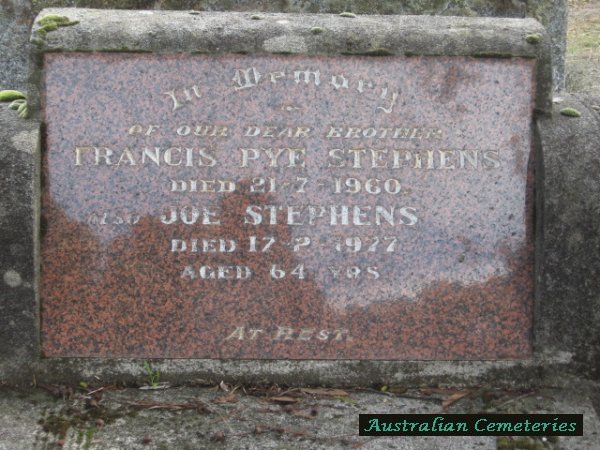 In Memory
OF OUR DEAR BROTHER
FRANCIS PYE STEPHENS
DIED 21-7-1960
ALSO JOE STEPHENS
DIED 17-2-1977
AGED 64 YRS
AT REST.
Australian Cemeteries